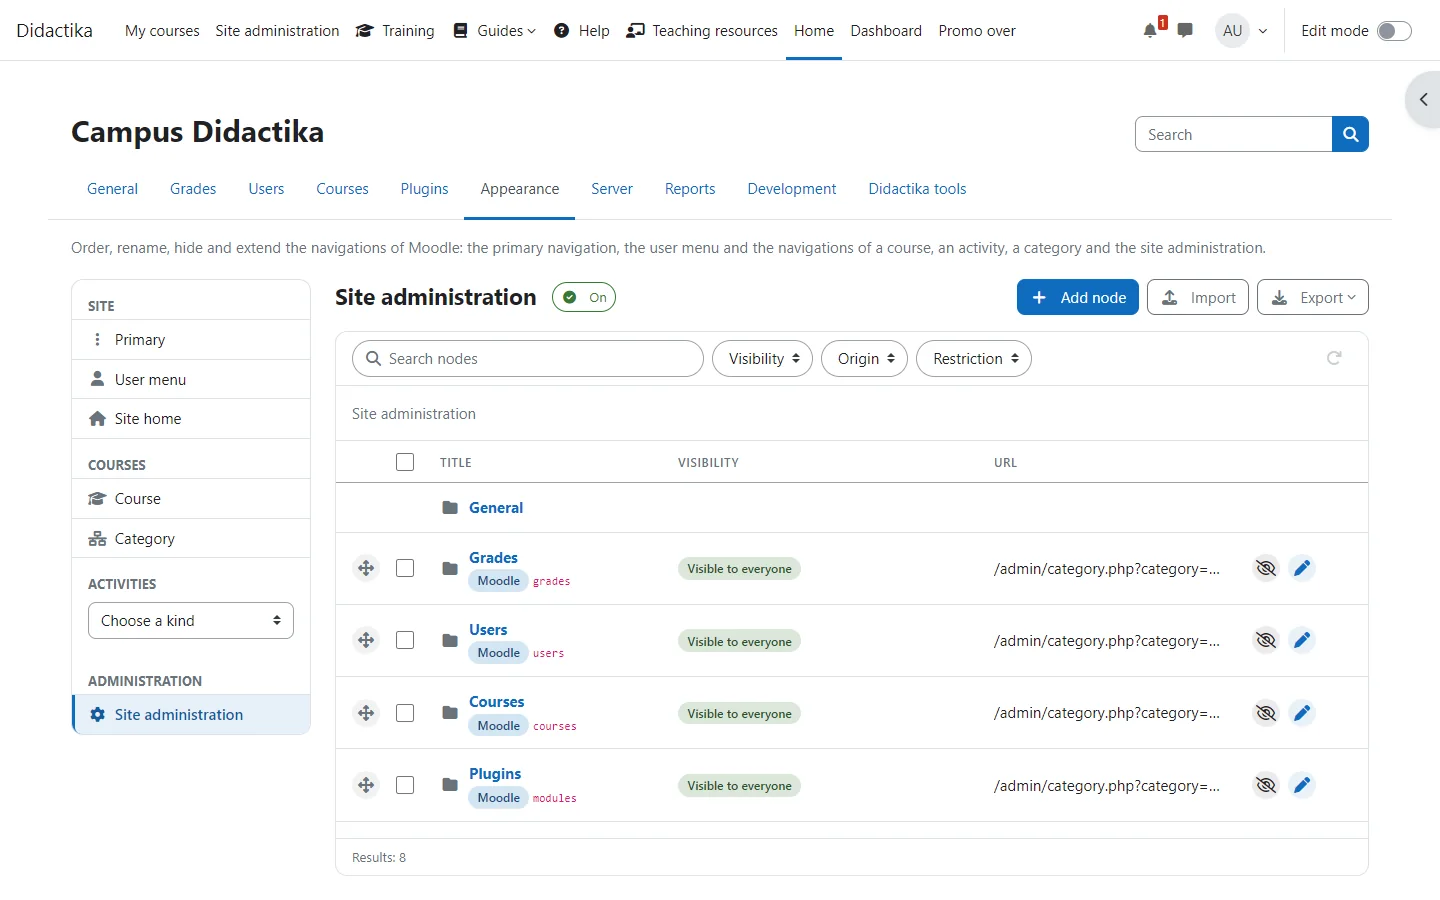 Didactika My courses Site administration Training Guides Help Teaching resources Home Dashboard Promo over 1 AU Edit mode
Campus Didactika
Search
General Grades Users Courses Plugins Appearance Server Reports Development Didactika tools
Order, rename, hide and extend the navigations of Moodle: the primary navigation, the user menu and the navigations of a course, an activity, a category and the site administration.
SITE
Primary
User menu
Site home
COURSES
Course
Category
ACTIVITIES
Choose a kind
ADMINISTRATION
Site administration
Site administration On Add node Import Export
Search nodes Visibility Origin Restriction
Site administration
TITLE VISIBILITY URL
General
Grades
Moodle grades Visible to everyone /admin/category.php?category=...
Users
Moodle users Visible to everyone /admin/category.php?category=...
Courses
Moodle courses Visible to everyone /admin/category.php?category=...
Plugins
Moodle modules Visible to everyone /admin/category.php?category=...
Results: 8